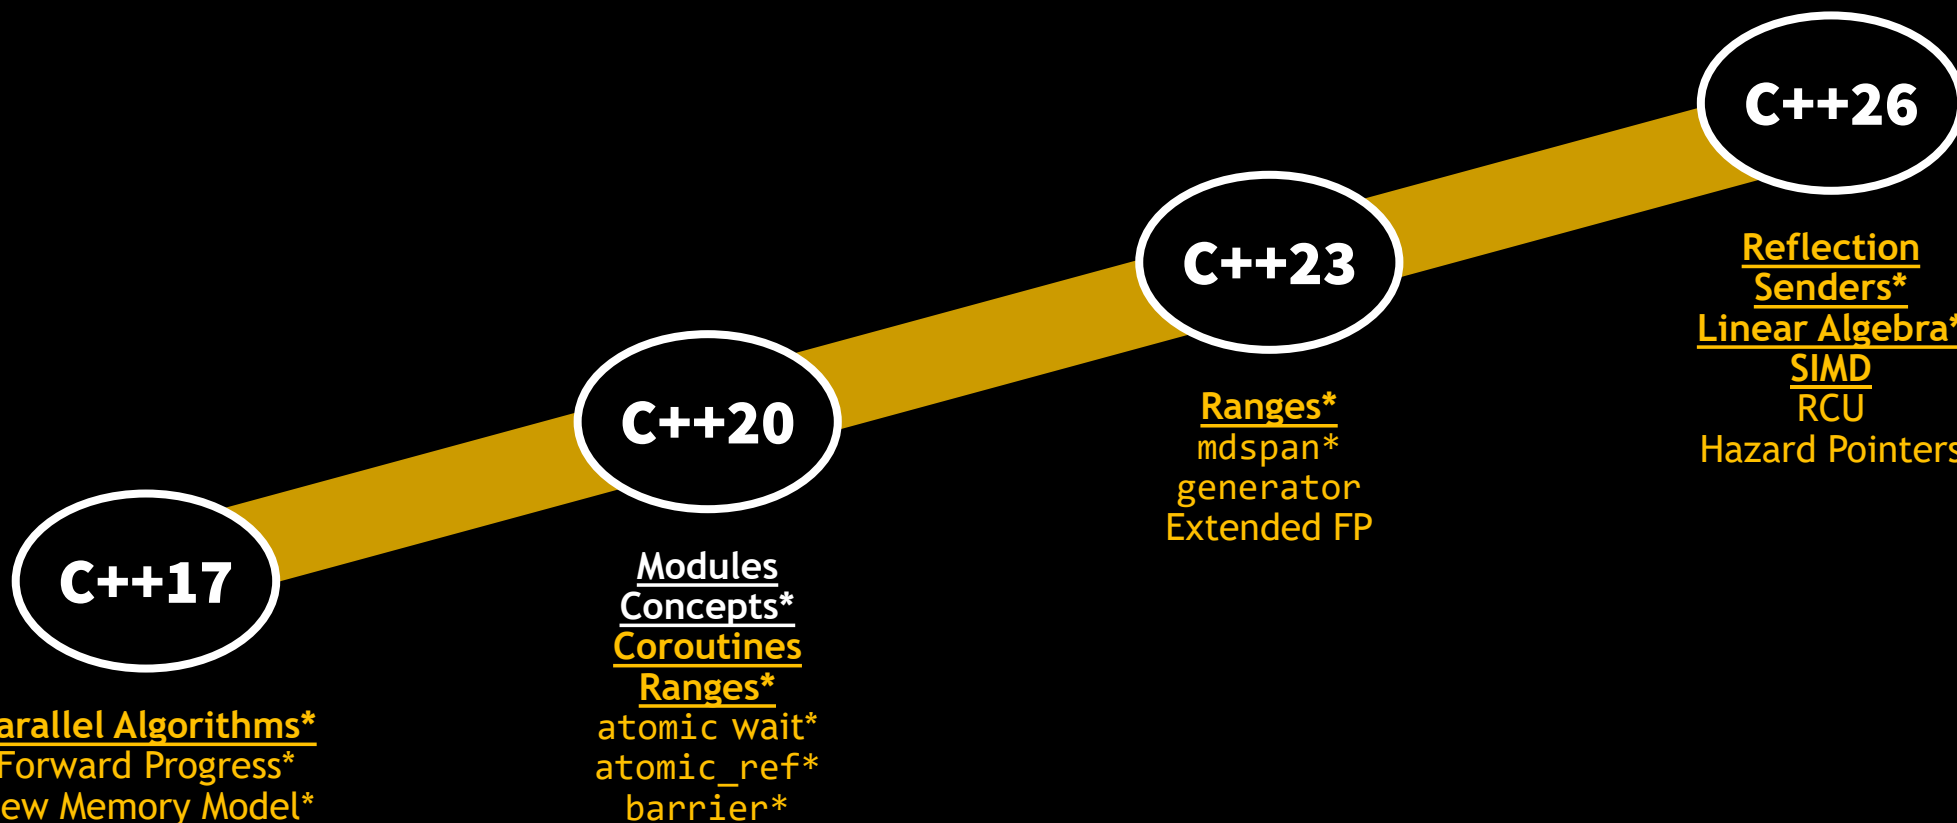 C++17
arallel Algorithms*
Forward Progress*
ew Memory Model*
C++20
Modules
Concepts*
Coroutines
Ranges*
atomic wait*
atomic_ref*
barrier*
C++23
Ranges*
mdspan*
generator
Extended FP
C++26
Reflection
Senders*
Linear Algebra*
SIMD
RCU
Hazard Pointers